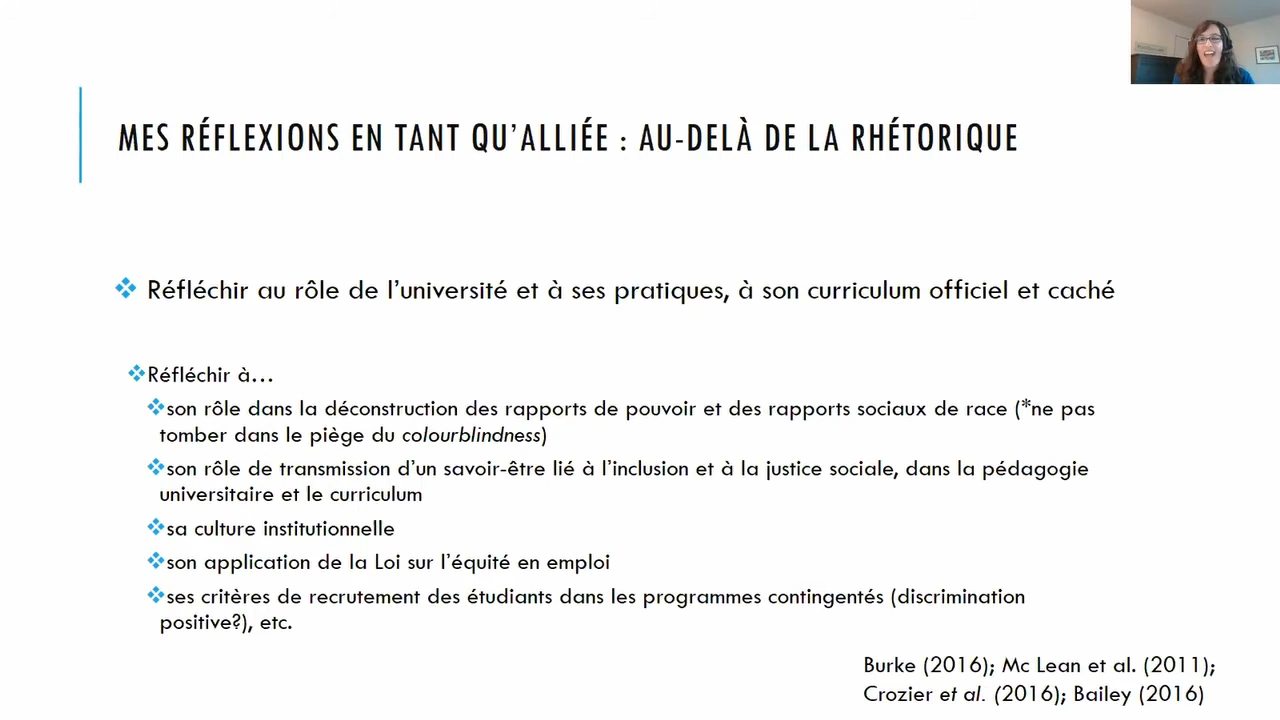 MES RÉFLEXIONS EN TANT QU'ALLIÉE : AU-DELÀ DE LA RHÉTORIQUE
❖ Réfléchir au rôle de l'université et à ses pratiques, à son curriculum officiel et caché
❖Réfléchir à…
❖son rôle dans la déconstruction des rapports de pouvoir et des rapports sociaux de race (*ne pas
tomber dans le piège du colourblindness)
❖son rôle de transmission d'un savoir-être lié à l'inclusion et à la justice sociale, dans la pédagogie
universitaire et le curriculum
❖sa culture institutionnelle
❖son application de la Loi sur l'équité en emploi
❖ses critères de recrutement des étudiants dans les programmes contingentés (discrimination
positive?), etc.
Burke (2016); Mc Lean et al. (2011);
Crozier et al. (2016); Bailey (2016)